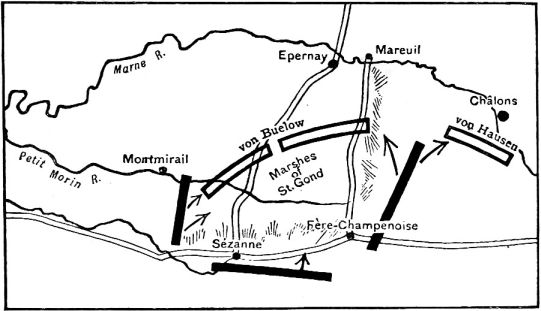 Epernay
Mareuil
Marne R.
Châlons
von Buelow
von Hausen
Petit Morin R.
Montmirail
Marshes
of
St. Gond
Fère-Champenoise
Sézanne